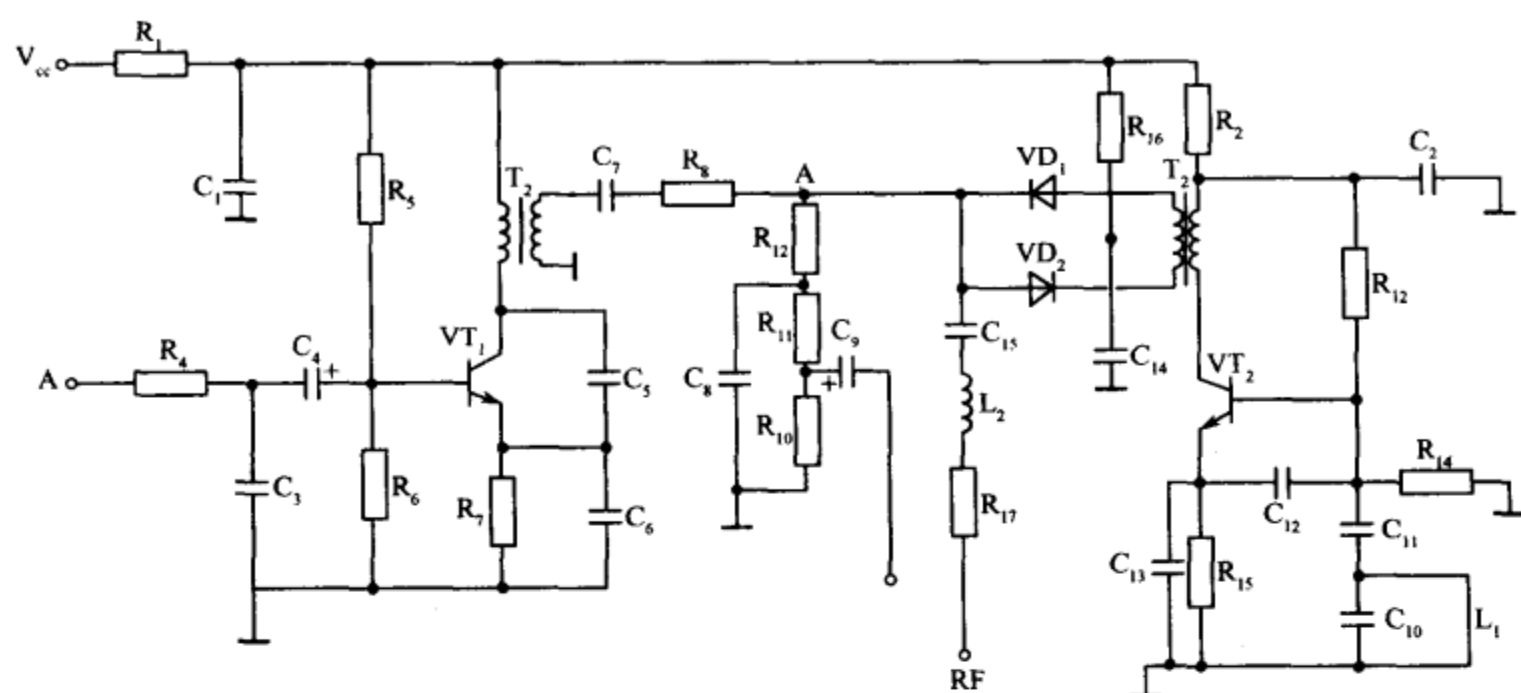 R₁
V_cc
R₁₆
R₂
C₂
C₁
R₅
T₂
C₇
R₈
A
VD₁
T₂
R₁₂
VD₂
R₁₂
R₄
C₄
+
VT₁
C₅
C₈
R₁₁
C₉
+
C₁₅
C₁₄
VT₂
A
L₂
R₁₀
R₁₄
C₃
R₆
R₇
C₆
R₁₇
C₁₂
C₁₁
C₁₃
R₁₅
C₁₀
L₁
RF